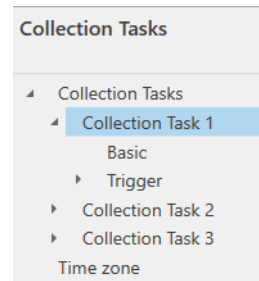 Collection Tasks
Collection Tasks
Collection Task 1
Basic
Trigger
Collection Task 2
Collection Task 3
Time zone